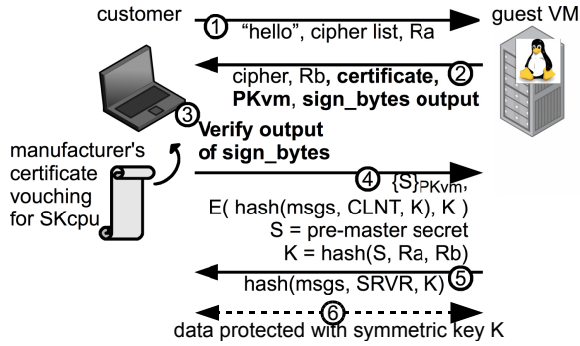 customer
guest VM
① "hello", cipher list, Ra
cipher, Rb, certificate, ②
PKvm, sign_bytes output
③ Verify output
of sign_bytes
manufacturer's
certificate
vouching
for SKcpu
④ {S}PKvm,
E( hash(msgs, CLNT, K), K )
S = pre-master secret
K = hash(S, Ra, Rb)
hash(msgs, SRVR, K) ⑤
⑥
data protected with symmetric key K